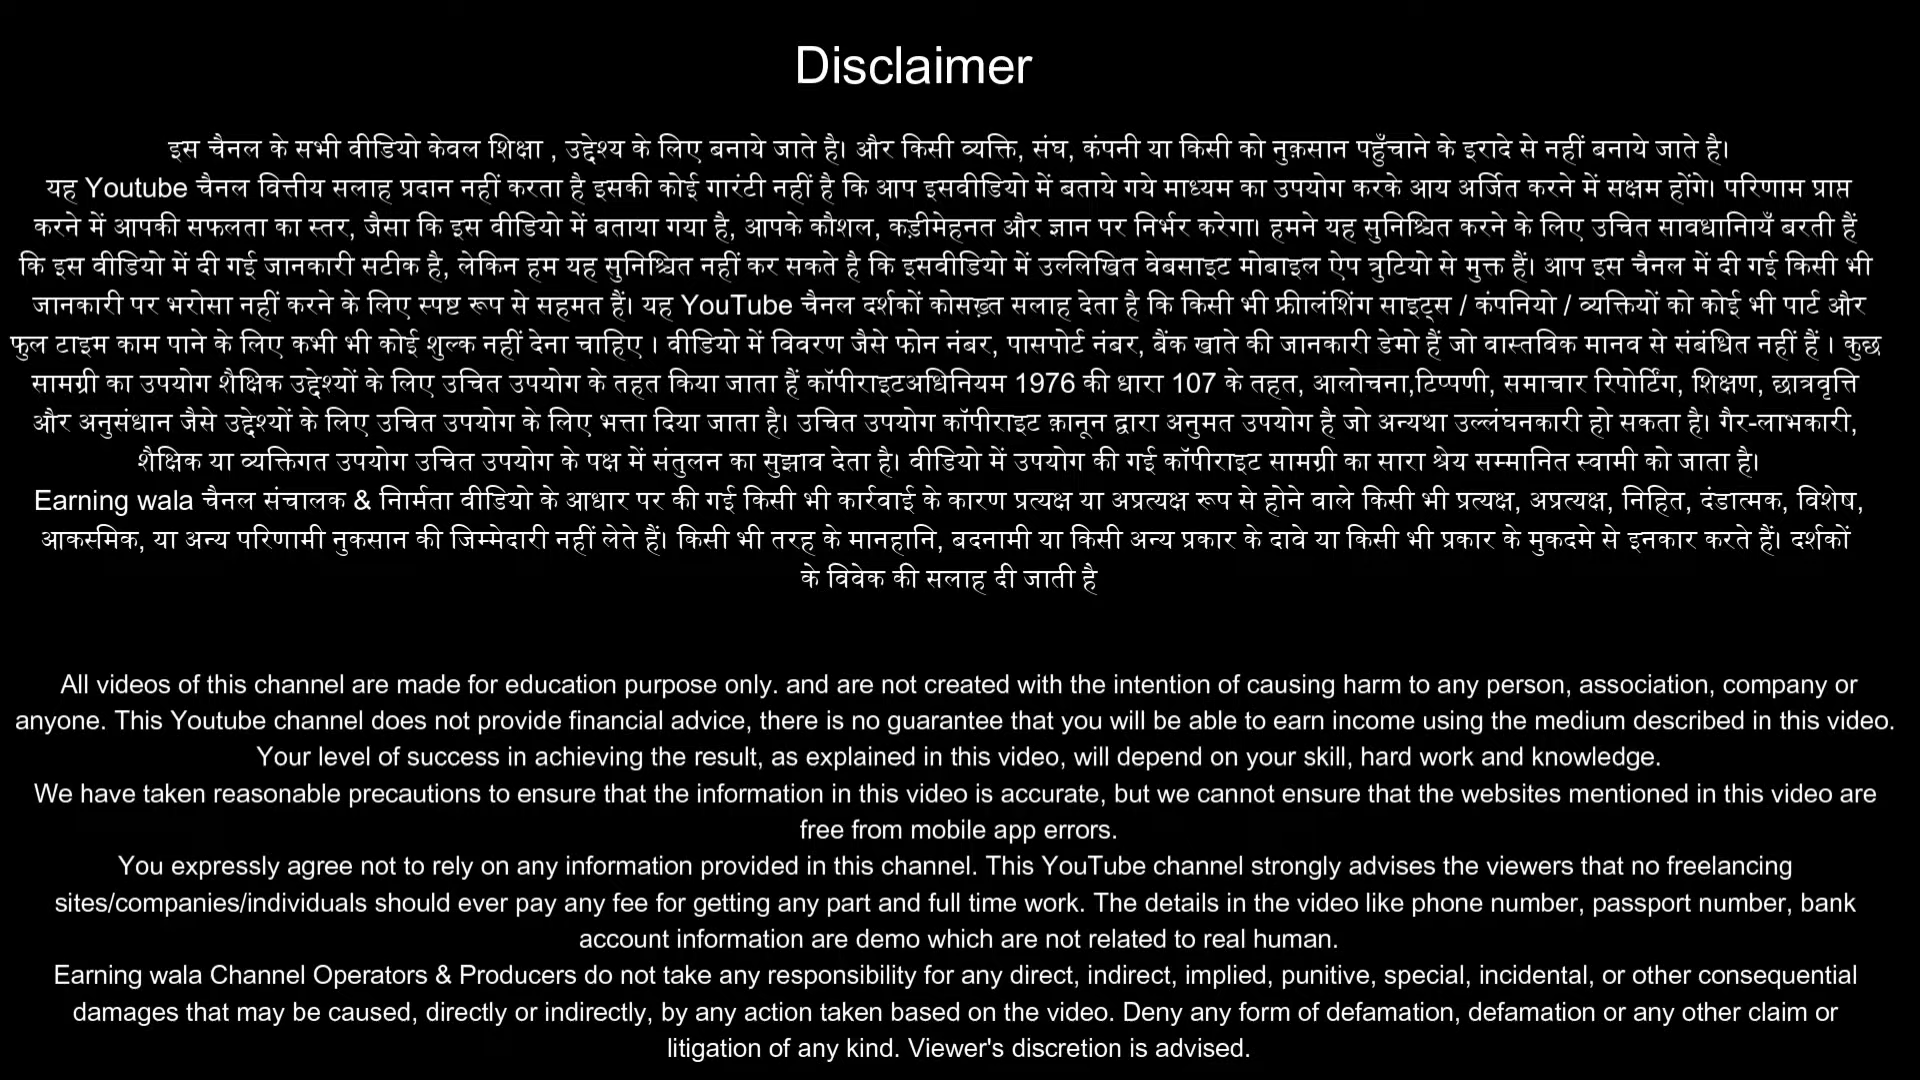 Disclaimer
इस चैनल के सभी वीडियो केवल शिक्षा , उद्देश्य के लिए बनाये जाते है। और किसी व्यक्ति, संघ, कंपनी या किसी को नुक़सान पहुँचाने के इरादे से नहीं बनाये जाते है।
यह Youtube चैनल वित्तीय सलाह प्रदान नहीं करता है इसकी कोई गारंटी नहीं है कि आप इसवीडियो में बताये गये माध्यम का उपयोग करके आय अर्जित करने में सक्षम होंगे। परिणाम प्राप्त
करने में आपकी सफलता का स्तर, जैसा कि इस वीडियो में बताया गया है, आपके कौशल, कड़ीमेहनत और ज्ञान पर निर्भर करेगा। हमने यह सुनिश्चित करने के लिए उचित सावधानिायँ बरती हैं
कि इस वीडियो में दी गई जानकारी सटीक है, लेकिन हम यह सुनिश्चित नहीं कर सकते है कि इसवीडियो में उल्लिखित वेबसाइट मोबाइल ऐप त्रुटियो से मुक्त हैं। आप इस चैनल में दी गई किसी भी
जानकारी पर भरोसा नहीं करने के लिए स्पष्ट रूप से सहमत हैं। यह YouTube चैनल दर्शकों कोसख़्त सलाह देता है कि किसी भी फ्रीालंशिंग साइट्स / कंपनियो / व्यक्तियों को कोई भी पार्ट और
फुल टाइम काम पाने के लिए कभी भी कोई शुल्क नहीं देना चाहिए । वीडियो में विवरण जैसे फोन नंबर, पासपोर्ट नंबर, बैंक खाते की जानकारी डेमो हैं जो वास्तविक मानव से संबंधित नहीं हैं । कुछ
सामग्री का उपयोग शैक्षिक उद्देश्यों के लिए उचित उपयोग के तहत किया जाता हैं कॉपीराइटअधिनियम 1976 की धारा 107 के तहत, आलोचना,टिप्पणी, समाचार रिपोर्टिंग, शिक्षण, छात्रवृत्ति
और अनुसंधान जैसे उद्देश्यों के लिए उचित उपयोग के लिए भत्ता दिया जाता है। उचित उपयोग कॉपीराइट क़ानून द्वारा अनुमत उपयोग है जो अन्यथा उल्लंघनकारी हो सकता है। गैर-लाभकारी,
शैक्षिक या व्यक्तिगत उपयोग उचित उपयोग के पक्ष में संतुलन का सुझाव देता है। वीडियो में उपयोग की गई कॉपीराइट सामग्री का सारा श्रेय सम्मानित स्वामी को जाता है।
Earning wala चैनल संचालक & निार्मता वीडियो के आधार पर की गई किसी भी कार्रवाई के कारण प्रत्यक्ष या अप्रत्यक्ष रूप से होने वाले किसी भी प्रत्यक्ष, अप्रत्यक्ष, निहित, दंडात्मक, विशेष,
आकस्मिक, या अन्य परिणामी नुकसान की जिम्मेदारी नहीं लेते हैं। किसी भी तरह के मानहानि, बदनामी या किसी अन्य प्रकार के दावे या किसी भी प्रकार के मुकदमे से इनकार करते हैं। दर्शकों
के विवेक की सलाह दी जाती है
All videos of this channel are made for education purpose only. and are not created with the intention of causing harm to any person, association, company or
anyone. This Youtube channel does not provide financial advice, there is no guarantee that you will be able to earn income using the medium described in this video.
Your level of success in achieving the result, as explained in this video, will depend on your skill, hard work and knowledge.
We have taken reasonable precautions to ensure that the information in this video is accurate, but we cannot ensure that the websites mentioned in this video are
free from mobile app errors.
You expressly agree not to rely on any information provided in this channel. This YouTube channel strongly advises the viewers that no freelancing
sites/companies/individuals should ever pay any fee for getting any part and full time work. The details in the video like phone number, passport number, bank
account information are demo which are not related to real human.
Earning wala Channel Operators & Producers do not take any responsibility for any direct, indirect, implied, punitive, special, incidental, or other consequential
damages that may be caused, directly or indirectly, by any action taken based on the video. Deny any form of defamation, defamation or any other claim or
litigation of any kind. Viewer's discretion is advised.